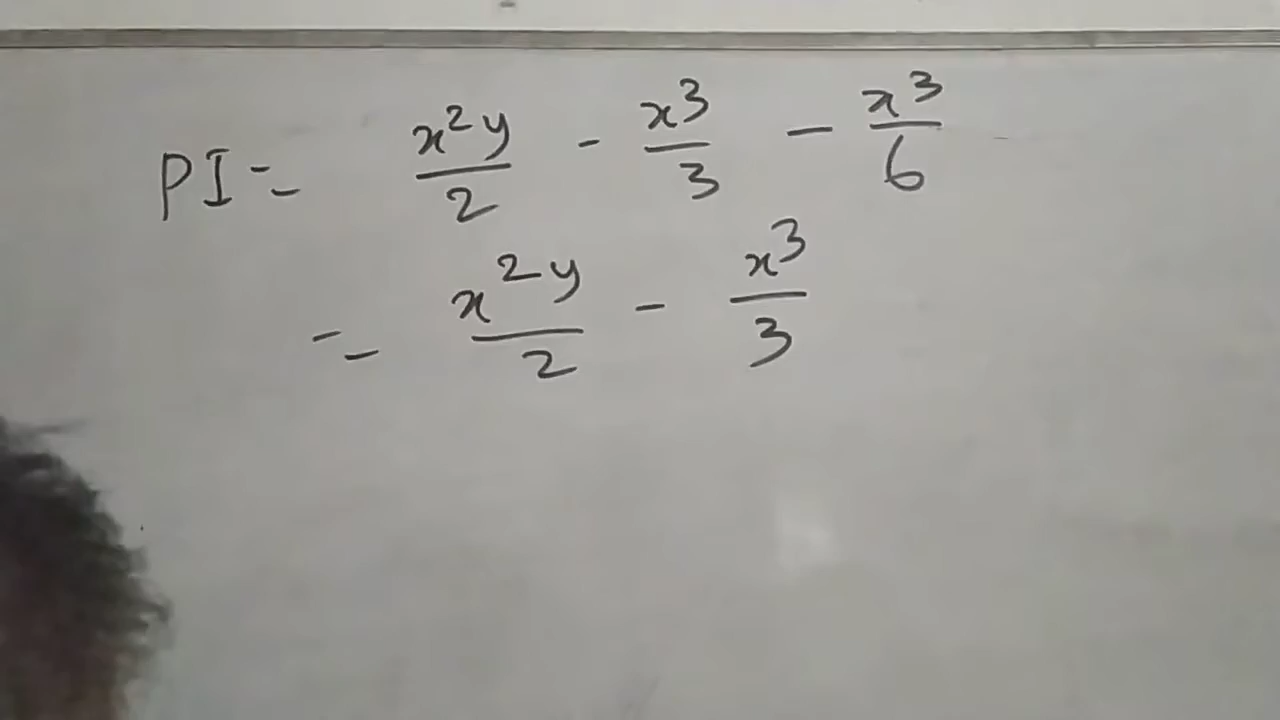 PI = x²y/2 - x³/3 - x³/6
= x²y/2 - x³/3